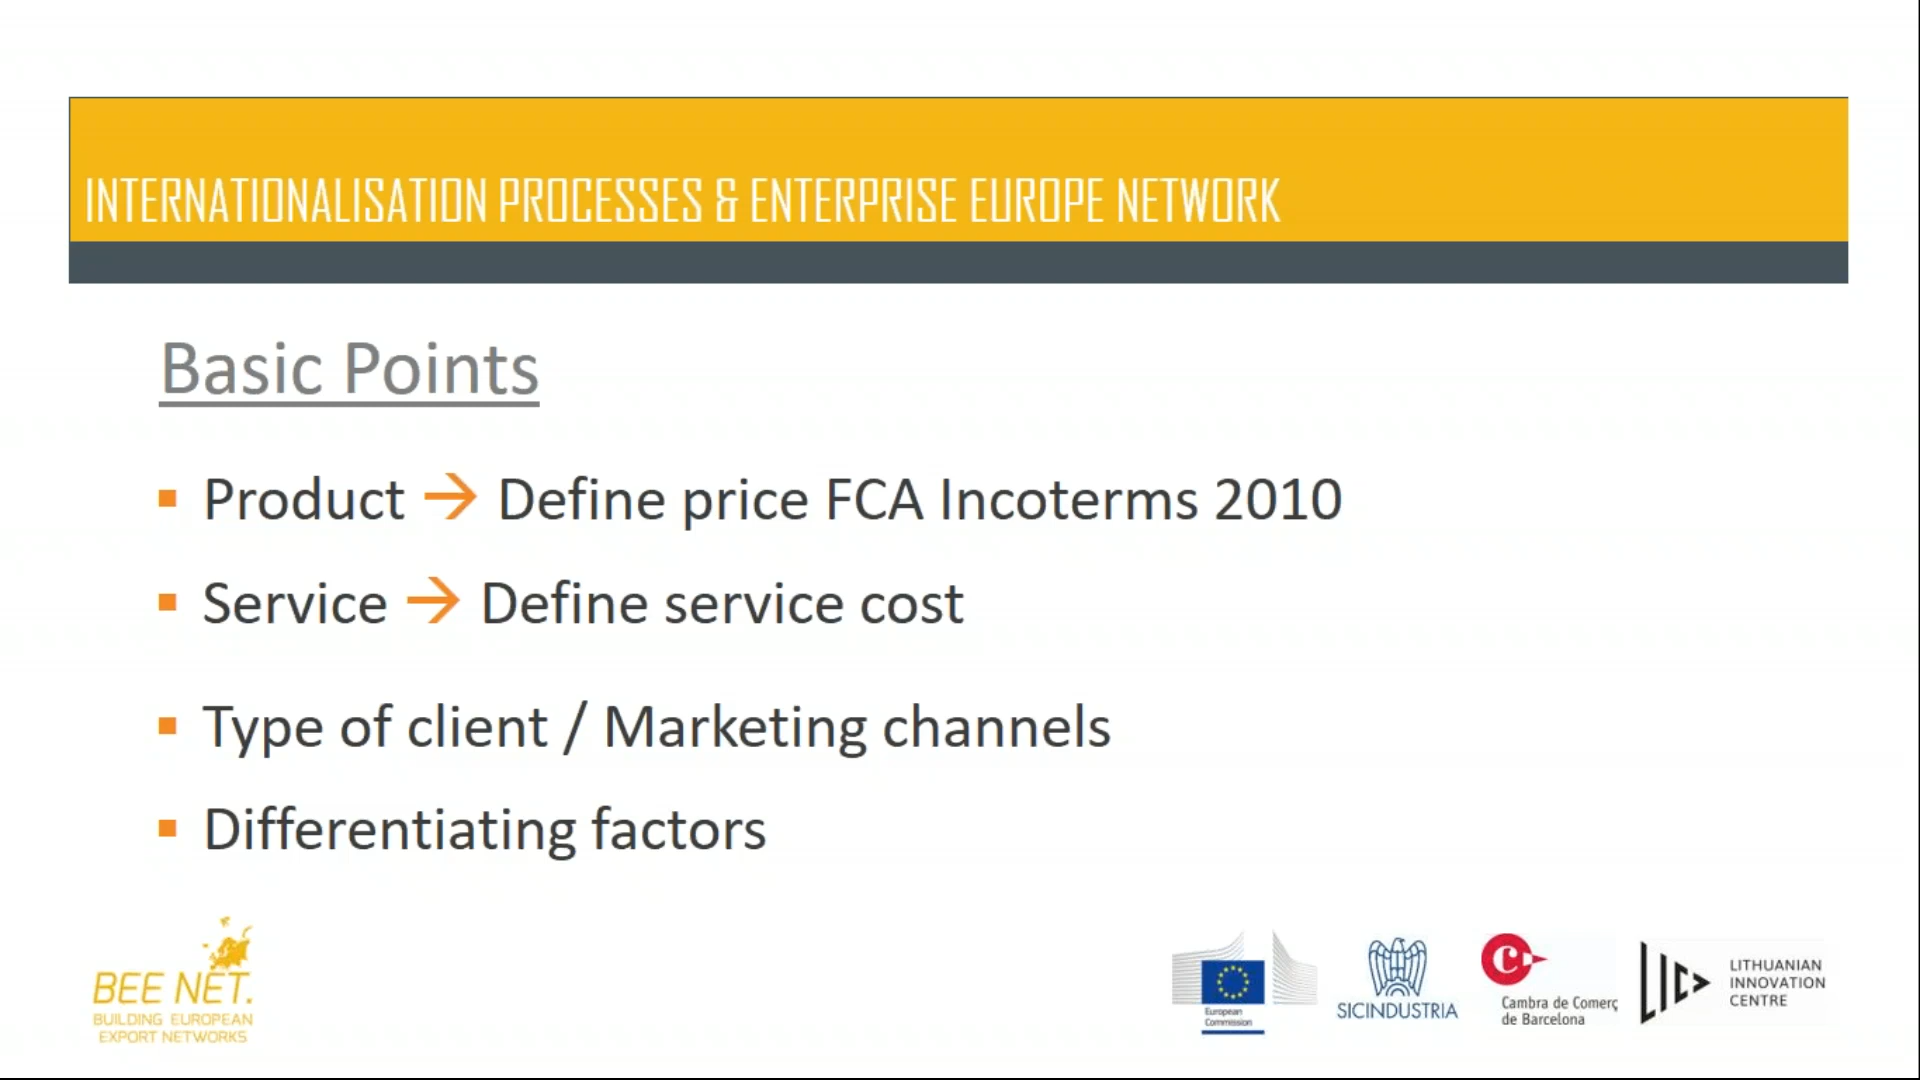 INTERNATIONALISATION PROCESSES & ENTERPRISE EUROPE NETWORK
Basic Points
▪ Product → Define price FCA Incoterms 2010
▪ Service → Define service cost
▪ Type of client / Marketing channels
▪ Differentiating factors
BEE NET.
BUILDING EUROPEAN
EXPORT NETWORKS
European
Commission
SICINDUSTRIA
C
Cambra de Comerç
de Barcelona
LIC
LITHUANIAN
INNOVATION
CENTRE